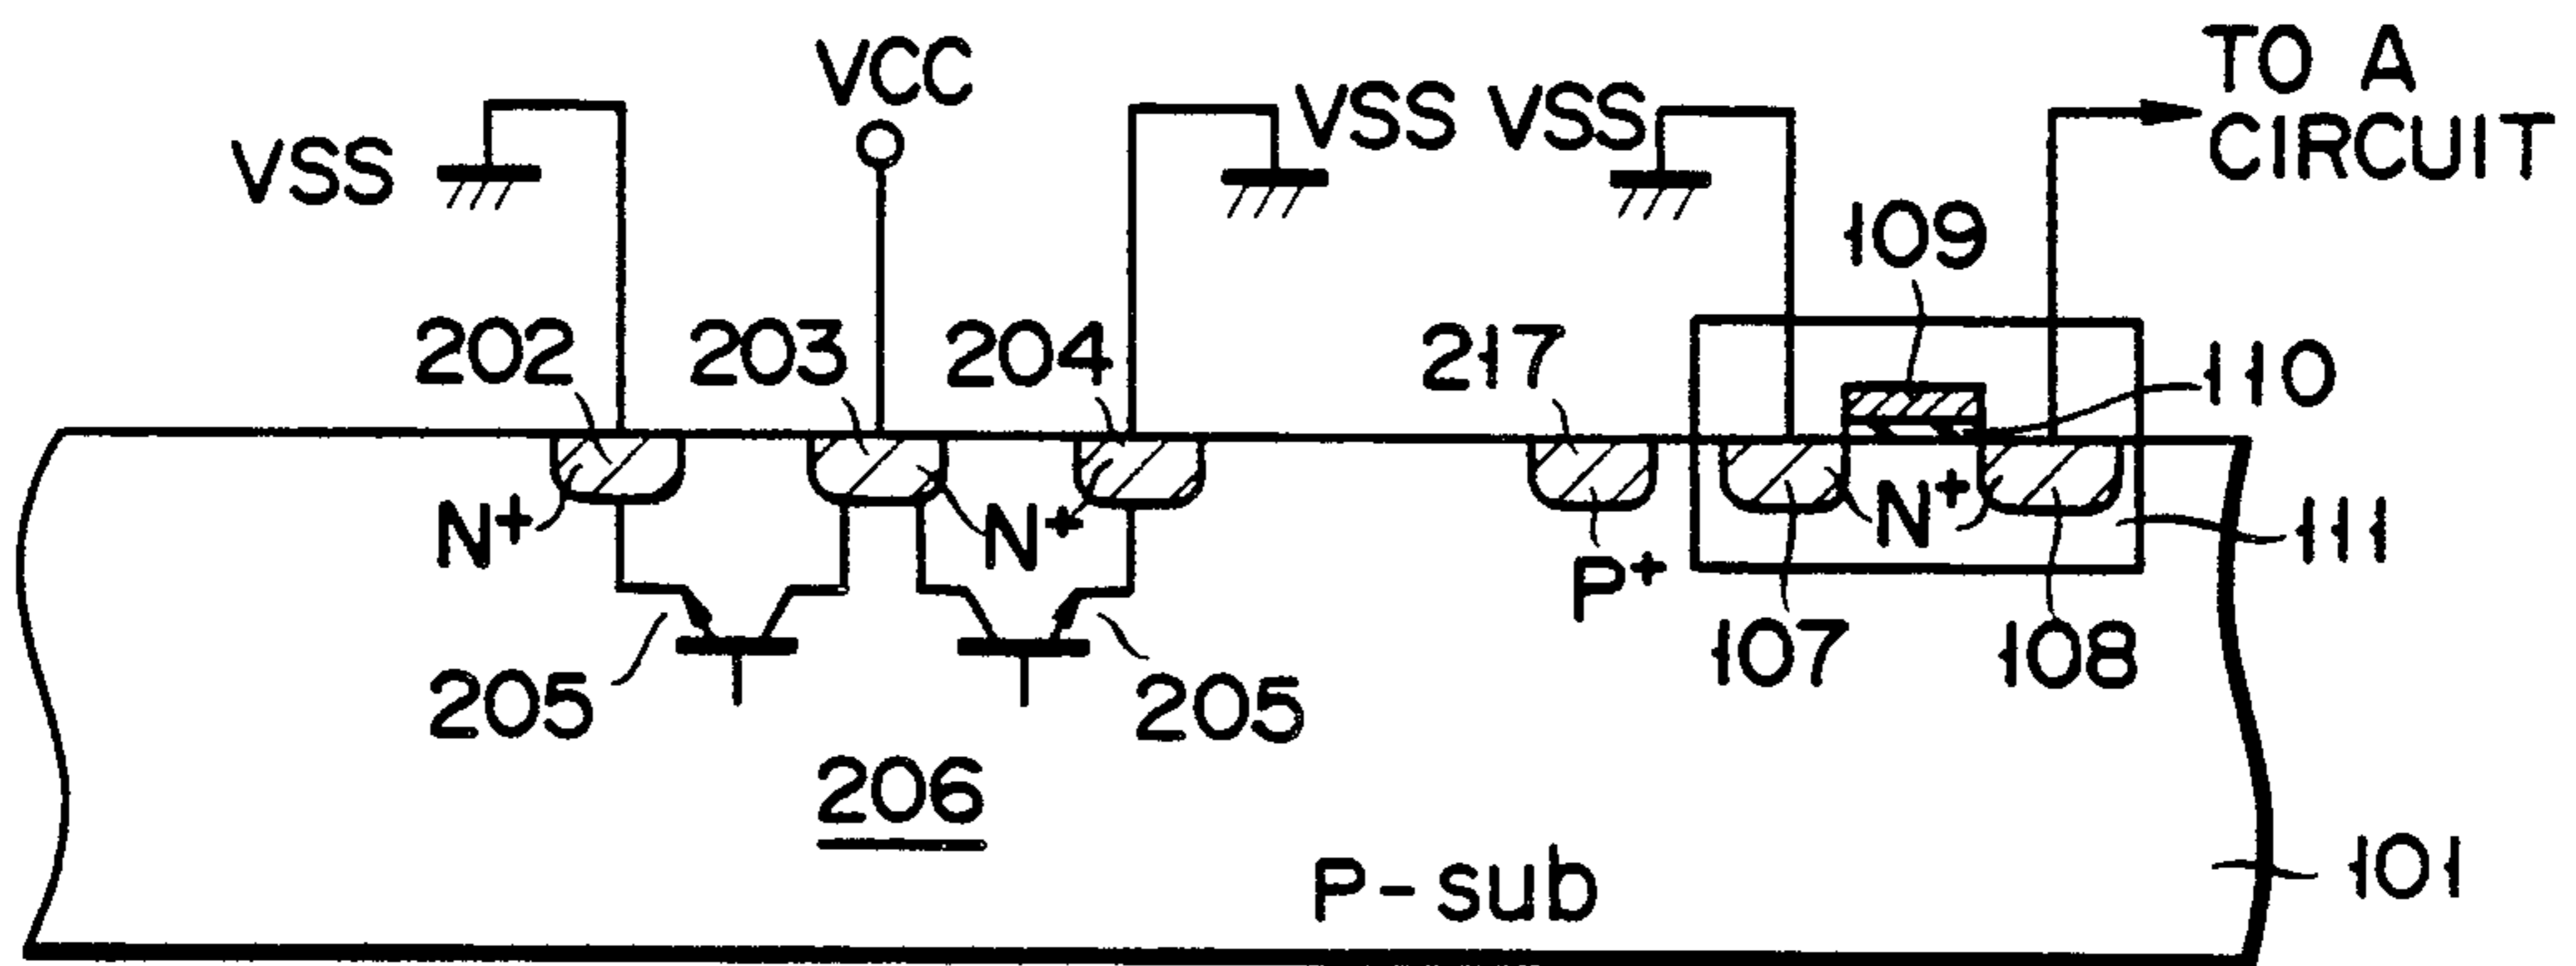 VCC
TO A
CIRCUIT
VSS
VSS
VSS
109
202
203
204
217
110
N+
N+
P+
N+
111
107
108
205
205
206
P-sub
101